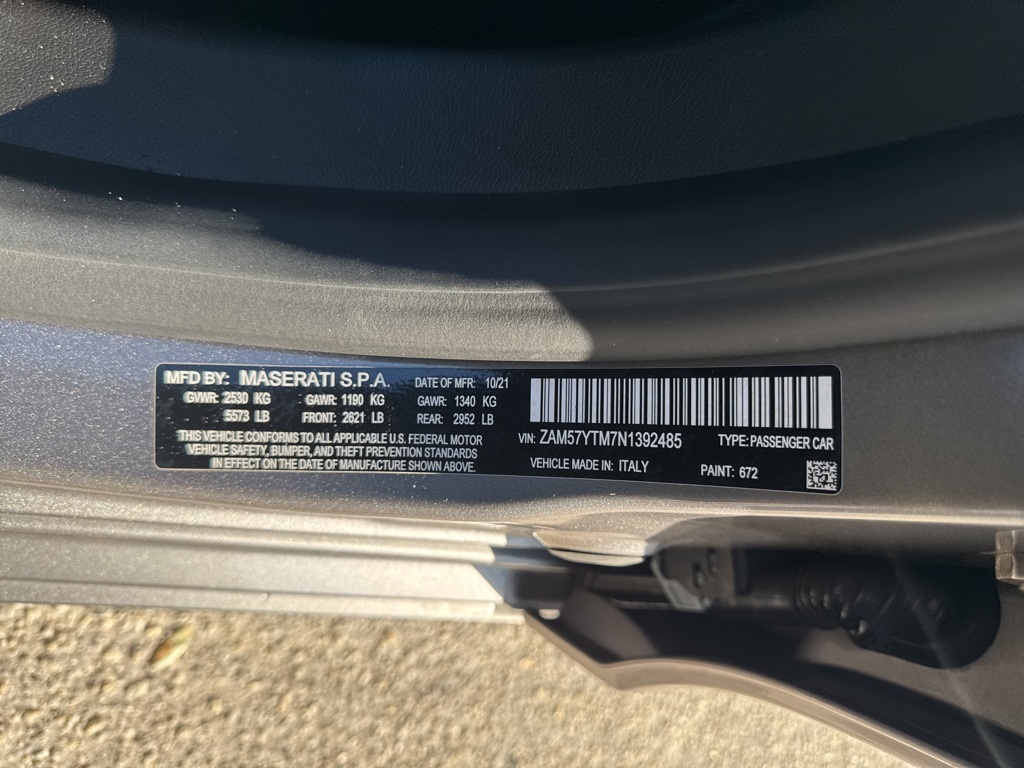 MFD BY: MASERATI S.P.A. DATE OF MFR: 10/21
GVWR: 2530 KG GAWR: 1190 KG GAWR: 1340 KG
5573 LB FRONT: 2621 LB REAR: 2952 LB
THIS VEHICLE CONFORMS TO ALL APPLICABLE U.S. FEDERAL MOTOR
VEHICLE SAFETY, BUMPER, AND THEFT PREVENTION STANDARDS
IN EFFECT ON THE DATE OF MANUFACTURE SHOWN ABOVE.
VIN: ZAM57YTM7N1392485 TYPE: PASSENGER CAR
VEHICLE MADE IN: ITALY PAINT: 672